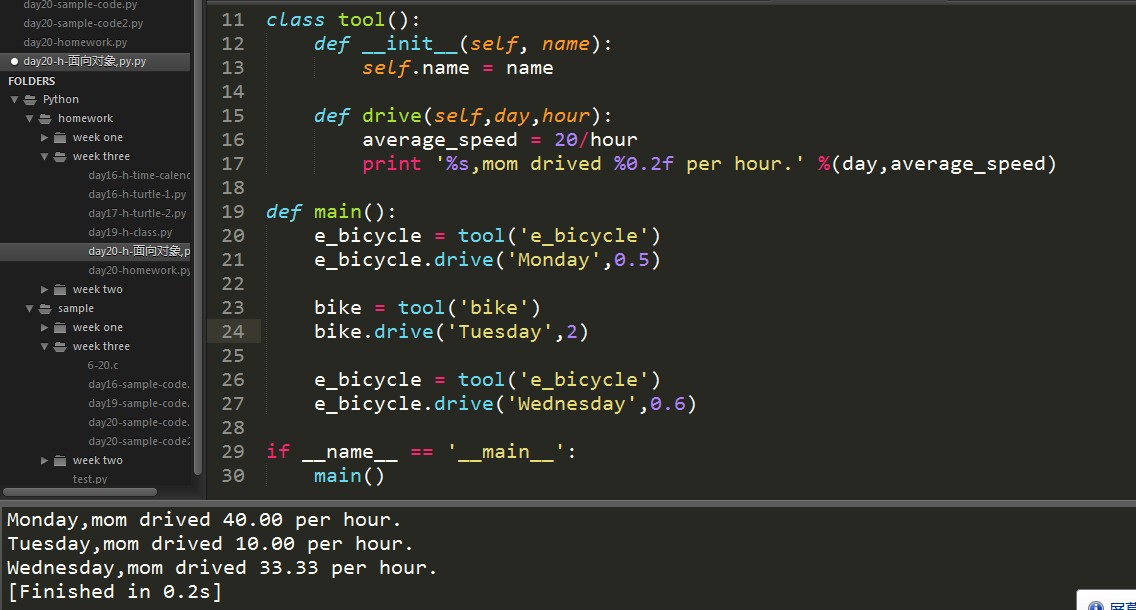 day20-sample-code.py
day20-sample-code2.py
day20-homework.py
day20-h-面向对象,py.py
FOLDERS
Python
homework
week one
week three
day16-h-time-calenc
day16-h-turtle-1.py
day17-h-turtle-2.py
day19-h-class.py
day20-h-面向对象,p
day20-homework.py
week two
sample
week one
week three
6-20.c
day16-sample-code.
day19-sample-code.
day20-sample-code.
day20-sample-code2
week two
test.py
11 class tool():
12 def __init__(self, name):
13 self.name = name
14
15 def drive(self,day,hour):
16 average_speed = 20/hour
17 print '%s,mom drived %0.2f per hour.' %(day,average_speed)
18
19 def main():
20 e_bicycle = tool('e_bicycle')
21 e_bicycle.drive('Monday',0.5)
22
23 bike = tool('bike')
24 bike.drive('Tuesday',2)
25
26 e_bicycle = tool('e_bicycle')
27 e_bicycle.drive('Wednesday',0.6)
28
29 if __name__ == '__main__':
30 main()
Monday,mom drived 40.00 per hour.
Tuesday,mom drived 10.00 per hour.
Wednesday,mom drived 33.33 per hour.
[Finished in 0.2s]